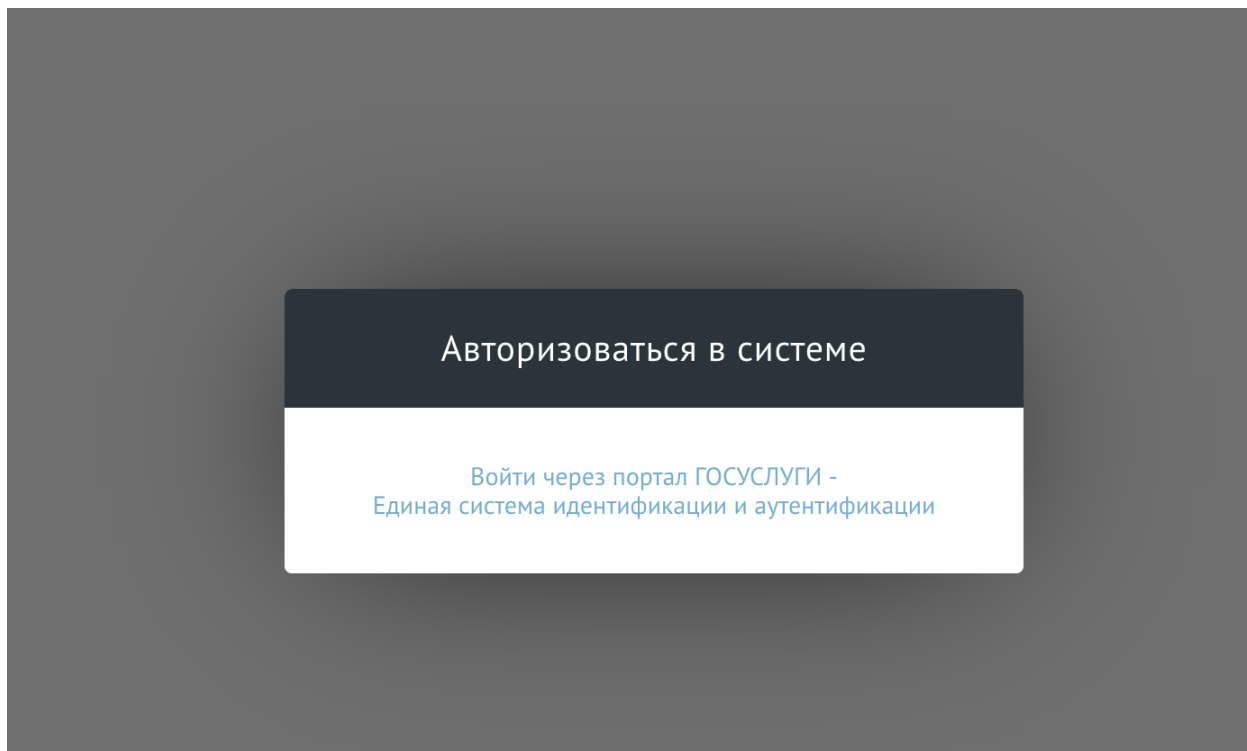 Авторизоваться в системе
Войти через портал ГОСУСЛУГИ -
Единая система идентификации и аутентификации